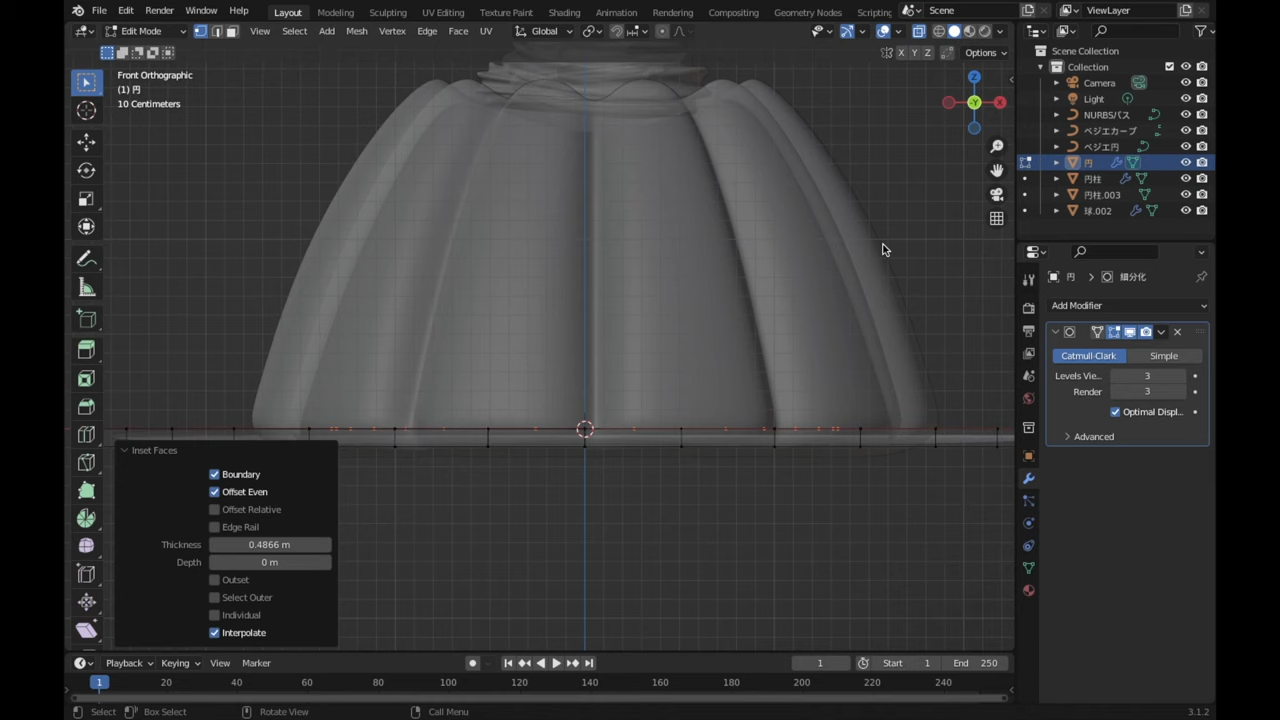 File Edit Render Window Help Layout Modeling Sculpting UV Editing Texture Paint Shading Animation Rendering Compositing Geometry Nodes Scripting Scene ViewLayer
Edit Mode View Select Add Mesh Vertex Edge Face UV Global
X Y Z Options
Front Orthographic
(1) 円
10 Centimeters
Z
-Y X
Scene Collection
Collection
Camera
Light
NURBSパス
ベジエカーブ
ベジエ円
円
円柱
円柱.003
球.002
円 細分化
Add Modifier
Catmull-Clark Simple
Levels Vie... 3
Render 3
Optimal Displ...
Advanced
Inset Faces
Boundary
Offset Even
Offset Relative
Edge Rail
Thickness 0.4866 m
Depth 0 m
Outset
Select Outer
Individual
Interpolate
Playback Keying View Marker 1 Start 1 End 250
1 20 40 60 80 100 120 140 160 180 200 220 240
Select Box Select Rotate View Call Menu 3.1.2